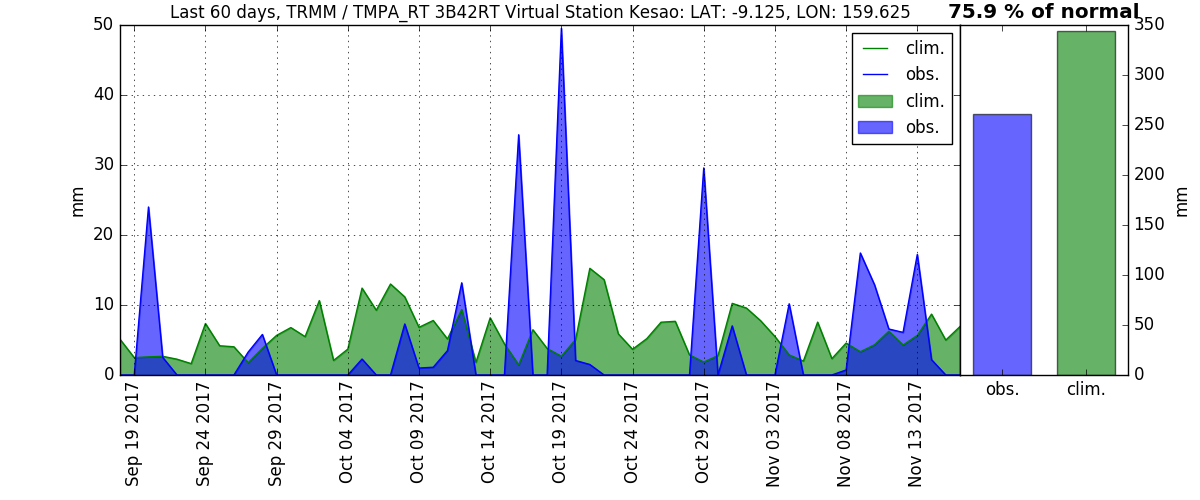 Last 60 days, TRMM / TMPA_RT 3B42RT Virtual Station Kesao: LAT: -9.125, LON: 159.625
75.9 % of normal
50
40
30
20
10
0
mm
clim.
obs.
clim.
obs.
Sep 19 2017
Sep 24 2017
Sep 29 2017
Oct 04 2017
Oct 09 2017
Oct 14 2017
Oct 19 2017
Oct 24 2017
Oct 29 2017
Nov 03 2017
Nov 08 2017
Nov 13 2017
350
300
250
200
150
100
50
0
mm
obs.
clim.